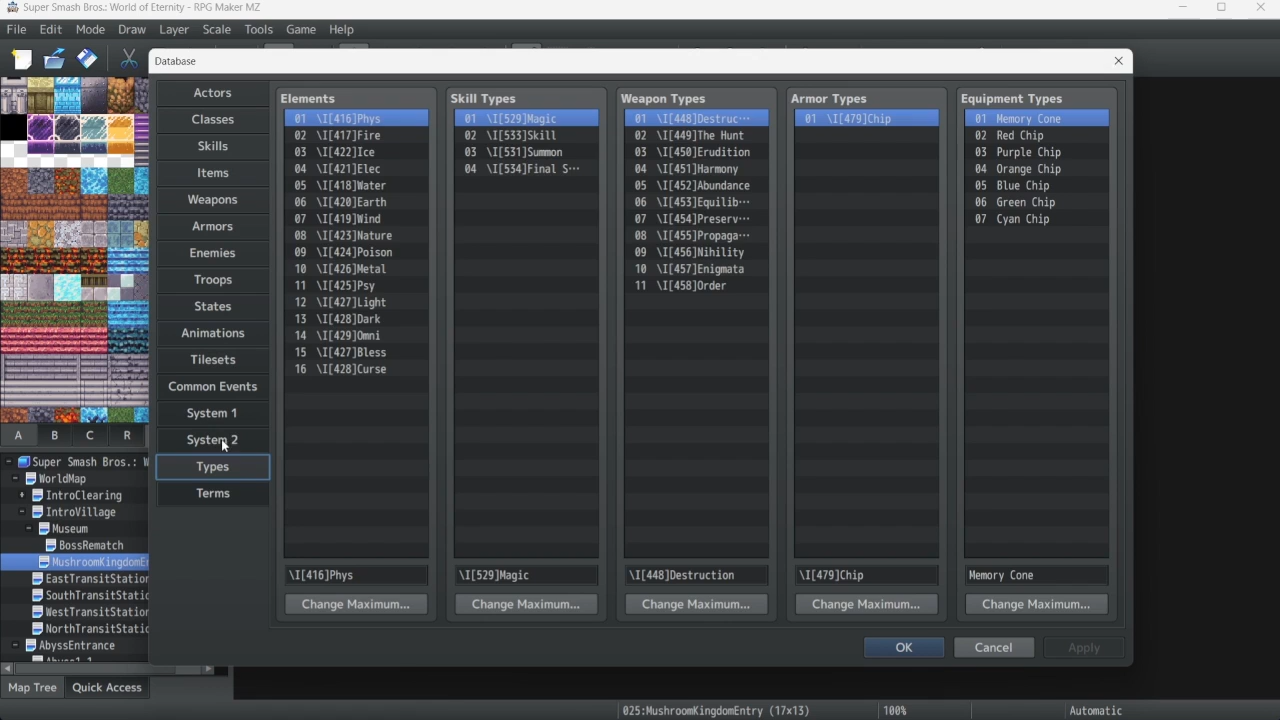 Super Smash Bros.: World of Eternity - RPG Maker MZ
File Edit Mode Draw Layer Scale Tools Game Help
Database
Actors
Classes
Skills
Items
Weapons
Armors
Enemies
Troops
States
Animations
Tilesets
Common Events
System 1
System 2
Types
Terms
Elements
01 \I[416]Phys
02 \I[417]Fire
03 \I[422]Ice
04 \I[421]Elec
05 \I[418]Water
06 \I[420]Earth
07 \I[419]Wind
08 \I[423]Nature
09 \I[424]Poison
10 \I[426]Metal
11 \I[425]Psy
12 \I[427]Light
13 \I[428]Dark
14 \I[429]Omni
15 \I[427]Bless
16 \I[428]Curse
\I[416]Phys
Change Maximum...
Skill Types
01 \I[529]Magic
02 \I[533]Skill
03 \I[531]Summon
04 \I[534]Final S···
\I[529]Magic
Change Maximum...
Weapon Types
01 \I[448]Destruc···
02 \I[449]The Hunt
03 \I[450]Erudition
04 \I[451]Harmony
05 \I[452]Abundance
06 \I[453]Equilib···
07 \I[454]Preserv···
08 \I[455]Propaga···
09 \I[456]Nihility
10 \I[457]Enigmata
11 \I[458]Order
\I[448]Destruction
Change Maximum...
Armor Types
01 \I[479]Chip
\I[479]Chip
Change Maximum...
Equipment Types
01 Memory Cone
02 Red Chip
03 Purple Chip
04 Orange Chip
05 Blue Chip
06 Green Chip
07 Cyan Chip
Memory Cone
Change Maximum...
OK Cancel Apply
A B C R
Super Smash Bros.: W
WorldMap
IntroClearing
IntroVillage
Museum
BossRematch
MushroomKingdomE
EastTransitStation
SouthTransitStatio
WestTransitStation
NorthTransitStatio
AbyssEntrance
Abyss1-1
Map Tree Quick Access
025:MushroomKingdomEntry (17x13) 100% Automatic